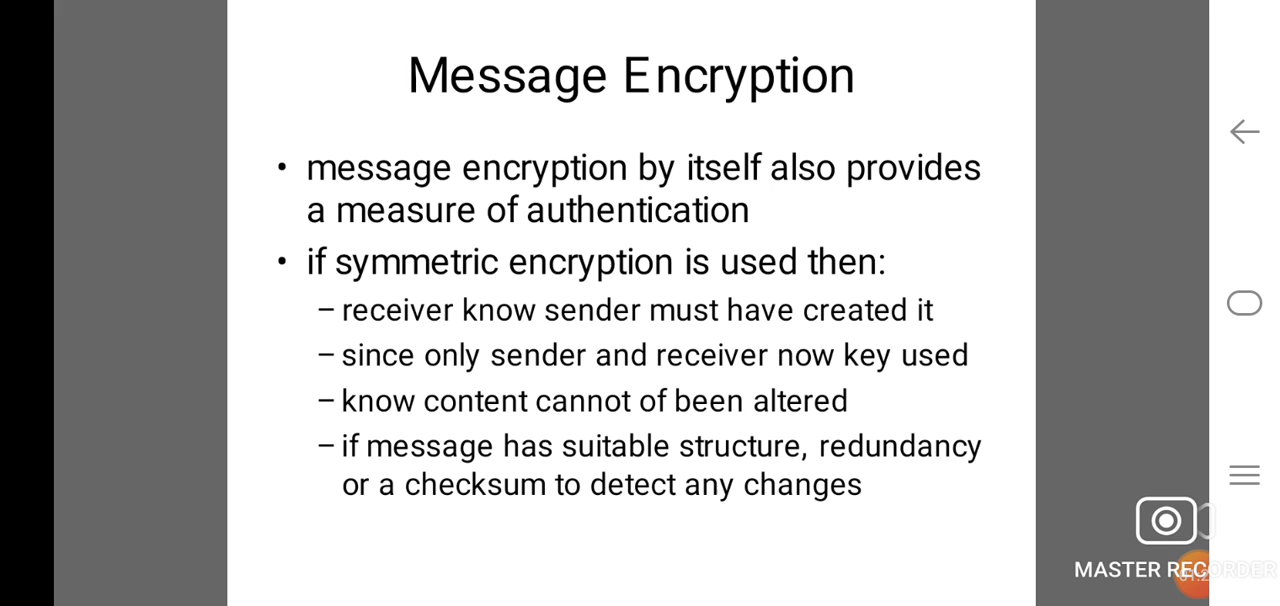 Message Encryption
• message encryption by itself also provides
a measure of authentication
• if symmetric encryption is used then:
– receiver know sender must have created it
– since only sender and receiver now key used
– know content cannot of been altered
– if message has suitable structure, redundancy
or a checksum to detect any changes
MASTER RECORDER